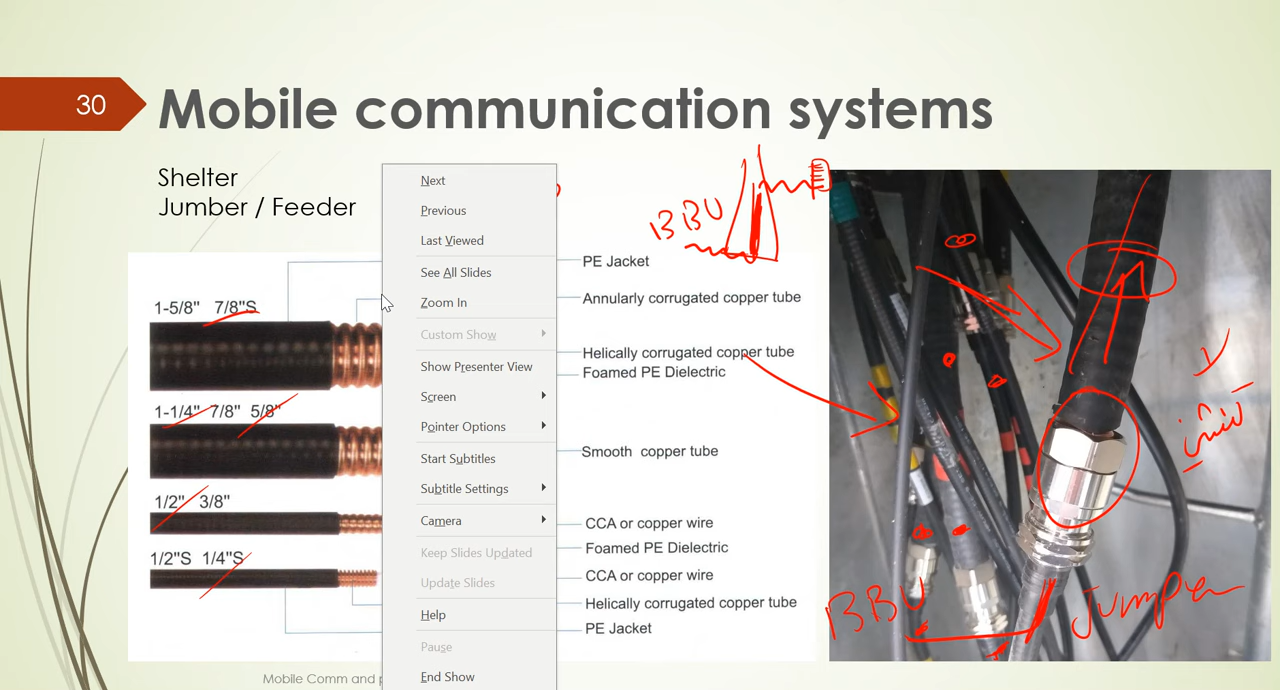 30
Mobile communication systems
Shelter
Jumber / Feeder
1-5/8" 7/8"S
1-1/4" 7/8" 5/8"
1/2" 3/8"
1/2"S 1/4"S
Next
Previous
Last Viewed
See All Slides
Zoom In
Custom Show
Show Presenter View
Screen
Pointer Options
Start Subtitles
Subtitle Settings
Camera
Keep Slides Updated
Update Slides
Help
Pause
End Show
BBU
PE Jacket
Annularly corrugated copper tube
Helically corrugated copper tube
Foamed PE Dielectric
Smooth copper tube
CCA or copper wire
Foamed PE Dielectric
CCA or copper wire
Helically corrugated copper tube
PE Jacket
BBU
Jumper
Mobile Comm and p